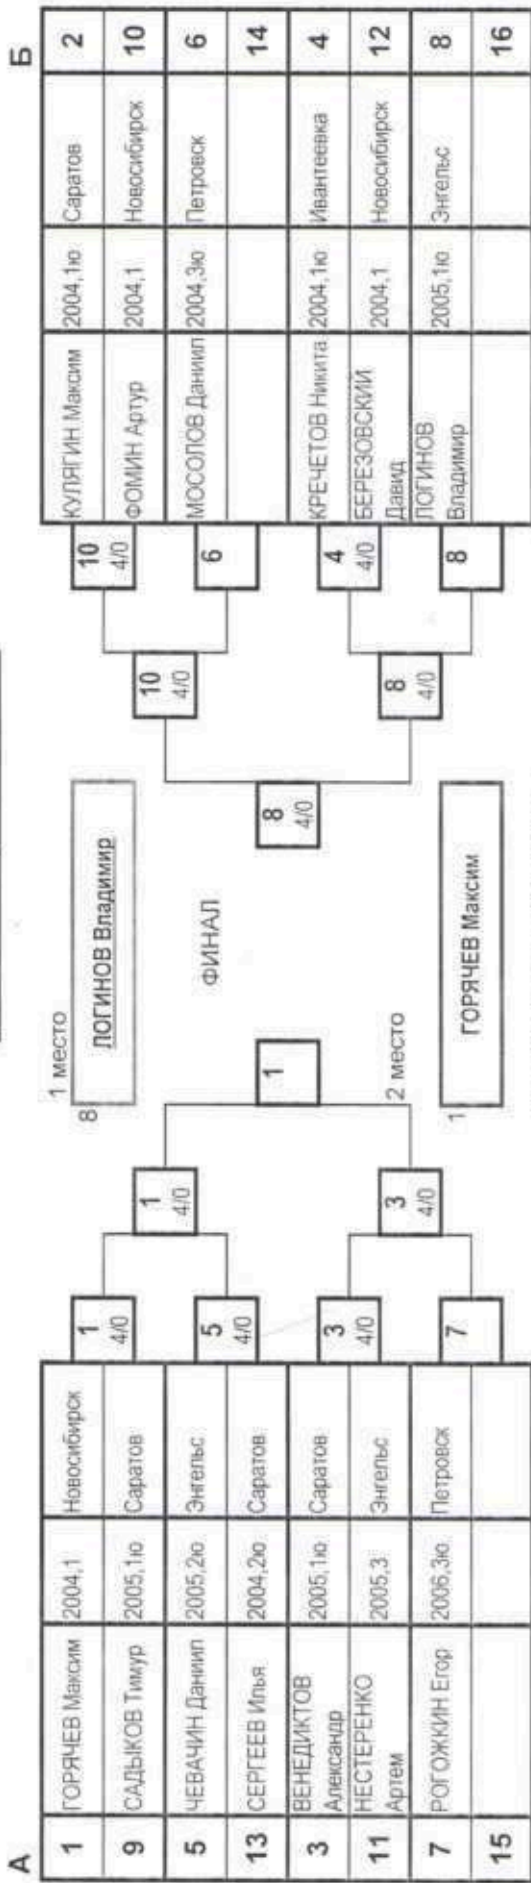 А
1 ГОРЯЧЕВ Максим 2004,1 Новосибирск
9 САДЫКОВ Тимур 2005,1ю Саратов
5 ЧЕВАЧИН Даниил 2005,2ю Энгельс
13 СЕРГЕЕВ Илья 2004,2ю Саратов
3 ВЕНЕДИКТОВ Александр 2005,1ю Саратов
11 НЕСТЕРЕНКО Артем 2005,3 Энгельс
7 РОГОЖКИН Егор 2006,3ю Петровск
15
1 4/0
5 4/0
3 4/0
7
1 4/0
3 4/0
1
1 место
8 ЛОГИНОВ Владимир
ФИНАЛ
2 место
1 ГОРЯЧЕВ Максим
8 4/0
10 4/0
8 4/0
10 4/0
6
4 4/0
8
Б
КУЛЯГИН Максим 2004,1ю Саратов 2
ФОМИН Артур 2004,1 Новосибирск 10
МОСОЛОВ Даниил 2004,3ю Петровск 6
14
КРЕЧЕТОВ Никита 2004,1ю Ивантеевка 4
БЕРЕЗОВСКИЙ Давид 2004,1 Новосибирск 12
ЛОГИНОВ Владимир 2005,1ю Энгельс 8
16